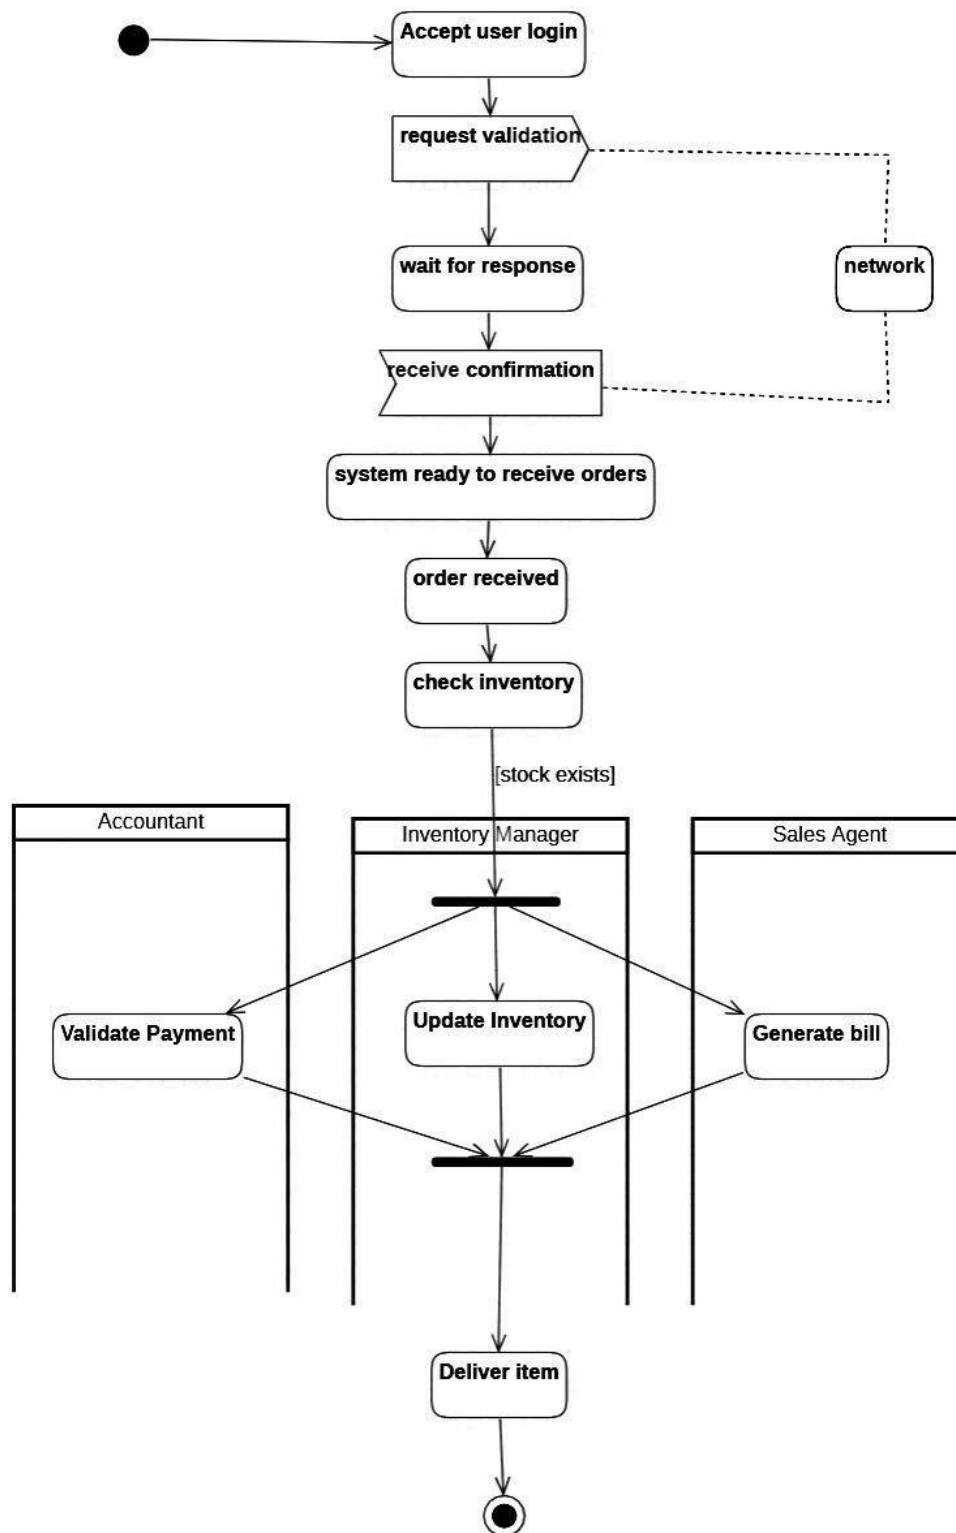 Accept user login
request validation
wait for response
network
receive confirmation
system ready to receive orders
order received
check inventory
[stock exists]
Accountant
Inventory Manager
Sales Agent
Validate Payment
Update Inventory
Generate bill
Deliver item